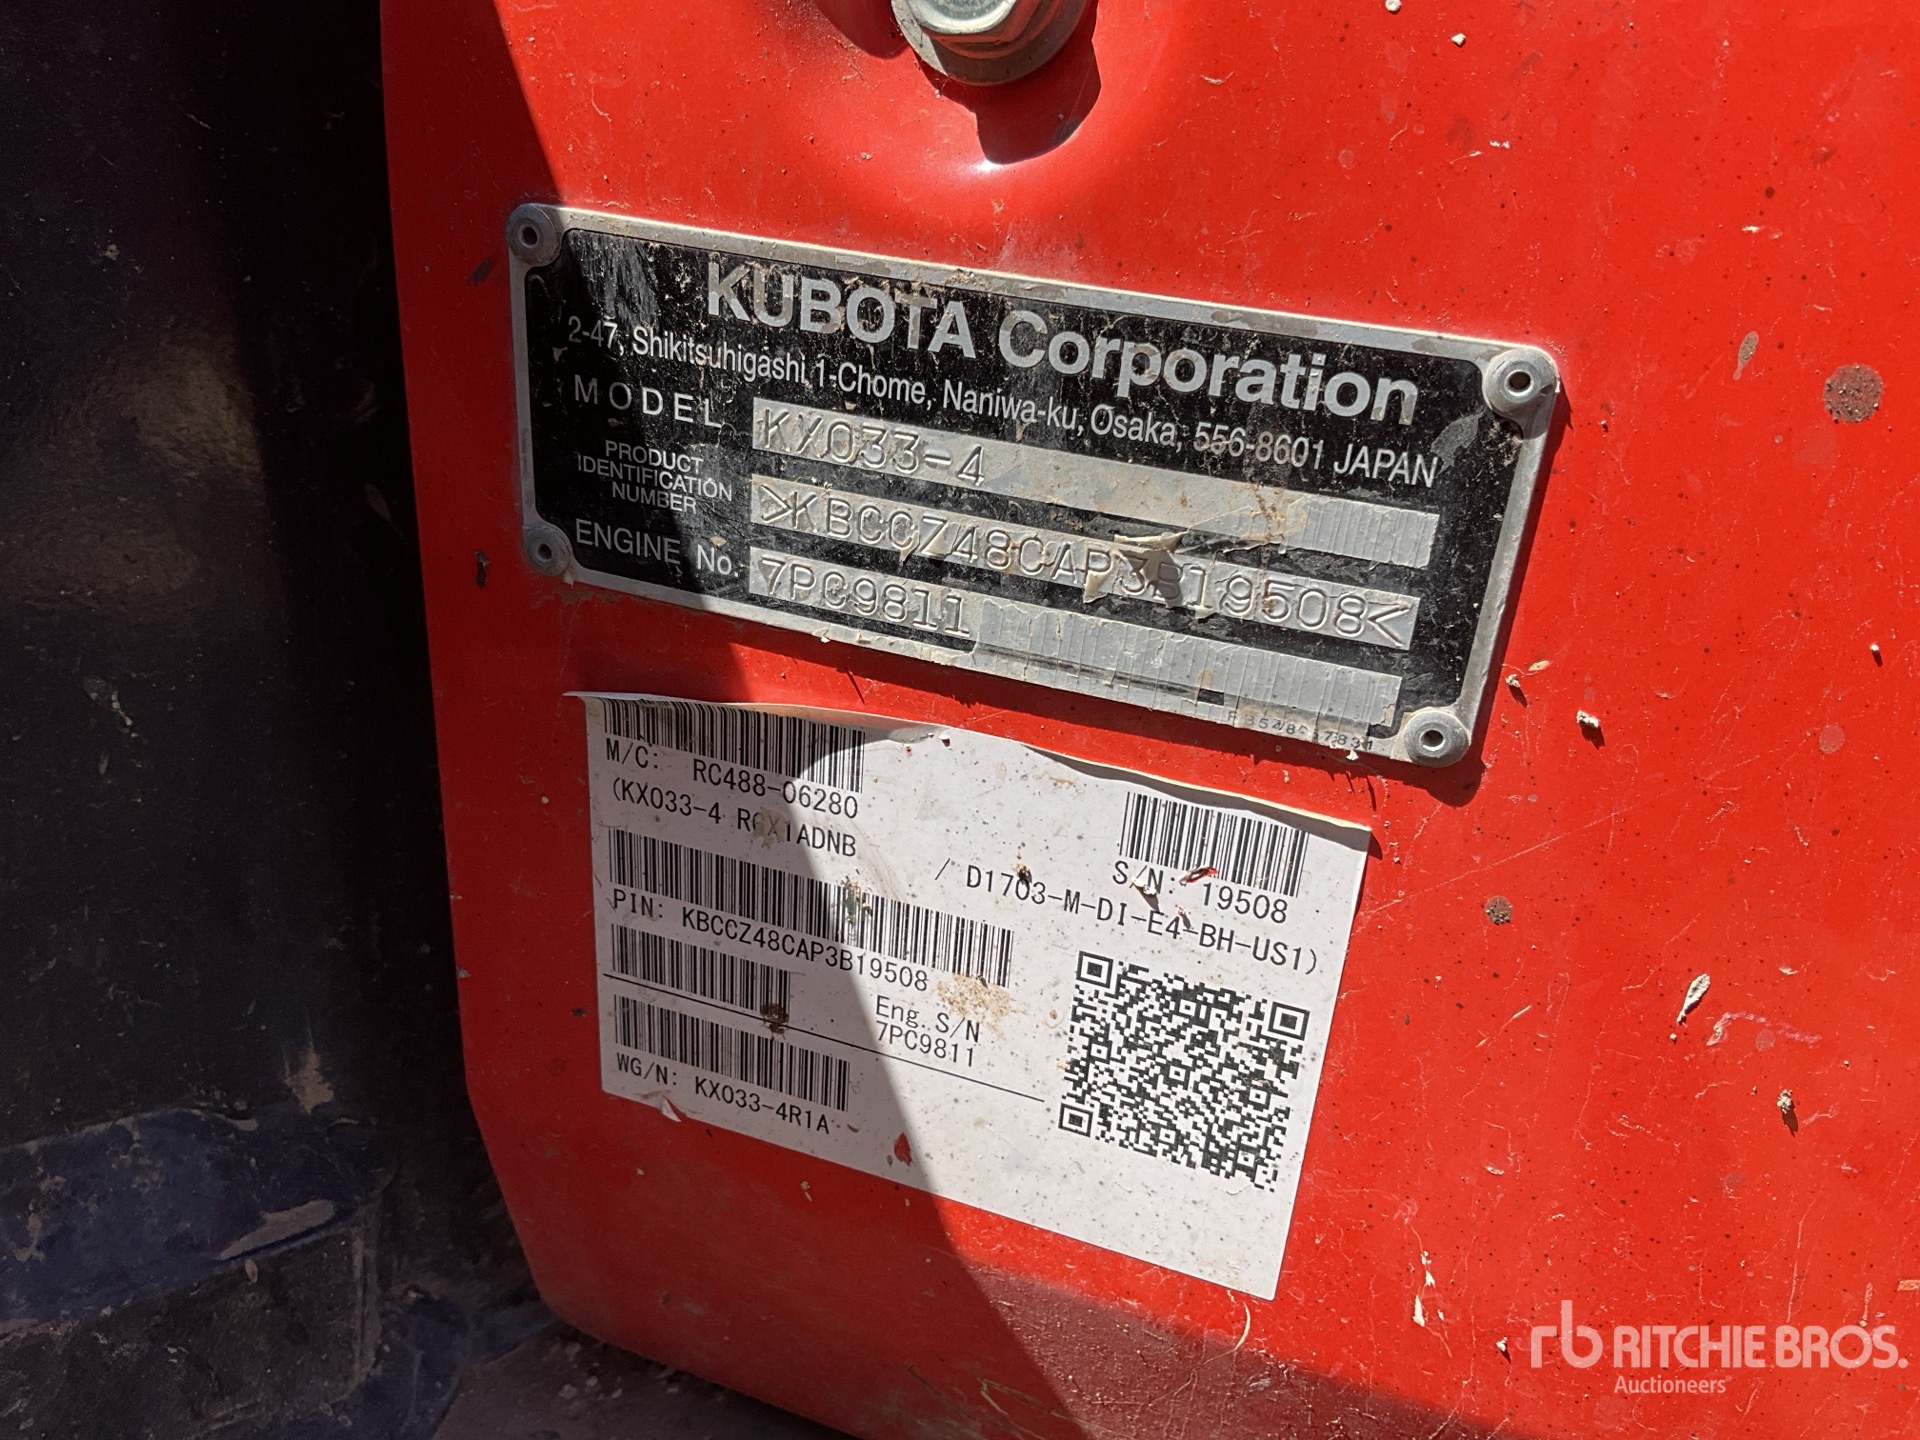 KUBOTA Corporation
2-47, Shikitsuhigashi 1-Chome, Naniwa-ku, Osaka, 556-8601 JAPAN
MODEL KX033-4
PRODUCT
IDENTIFICATION
NUMBER
>KBCCZ48CAP3B19508<
ENGINE No. 7PC9811
M/C: RC488-06280
S/N: 19508
(KX033-4 / D1703-M-DI-E4-BH-US1)
PIN: KBCCZ48CAP3B19508
Eng. S/N
7PC9811
WG/N: KX033-4R1A
rb RITCHIE BROS.
Auctioneers